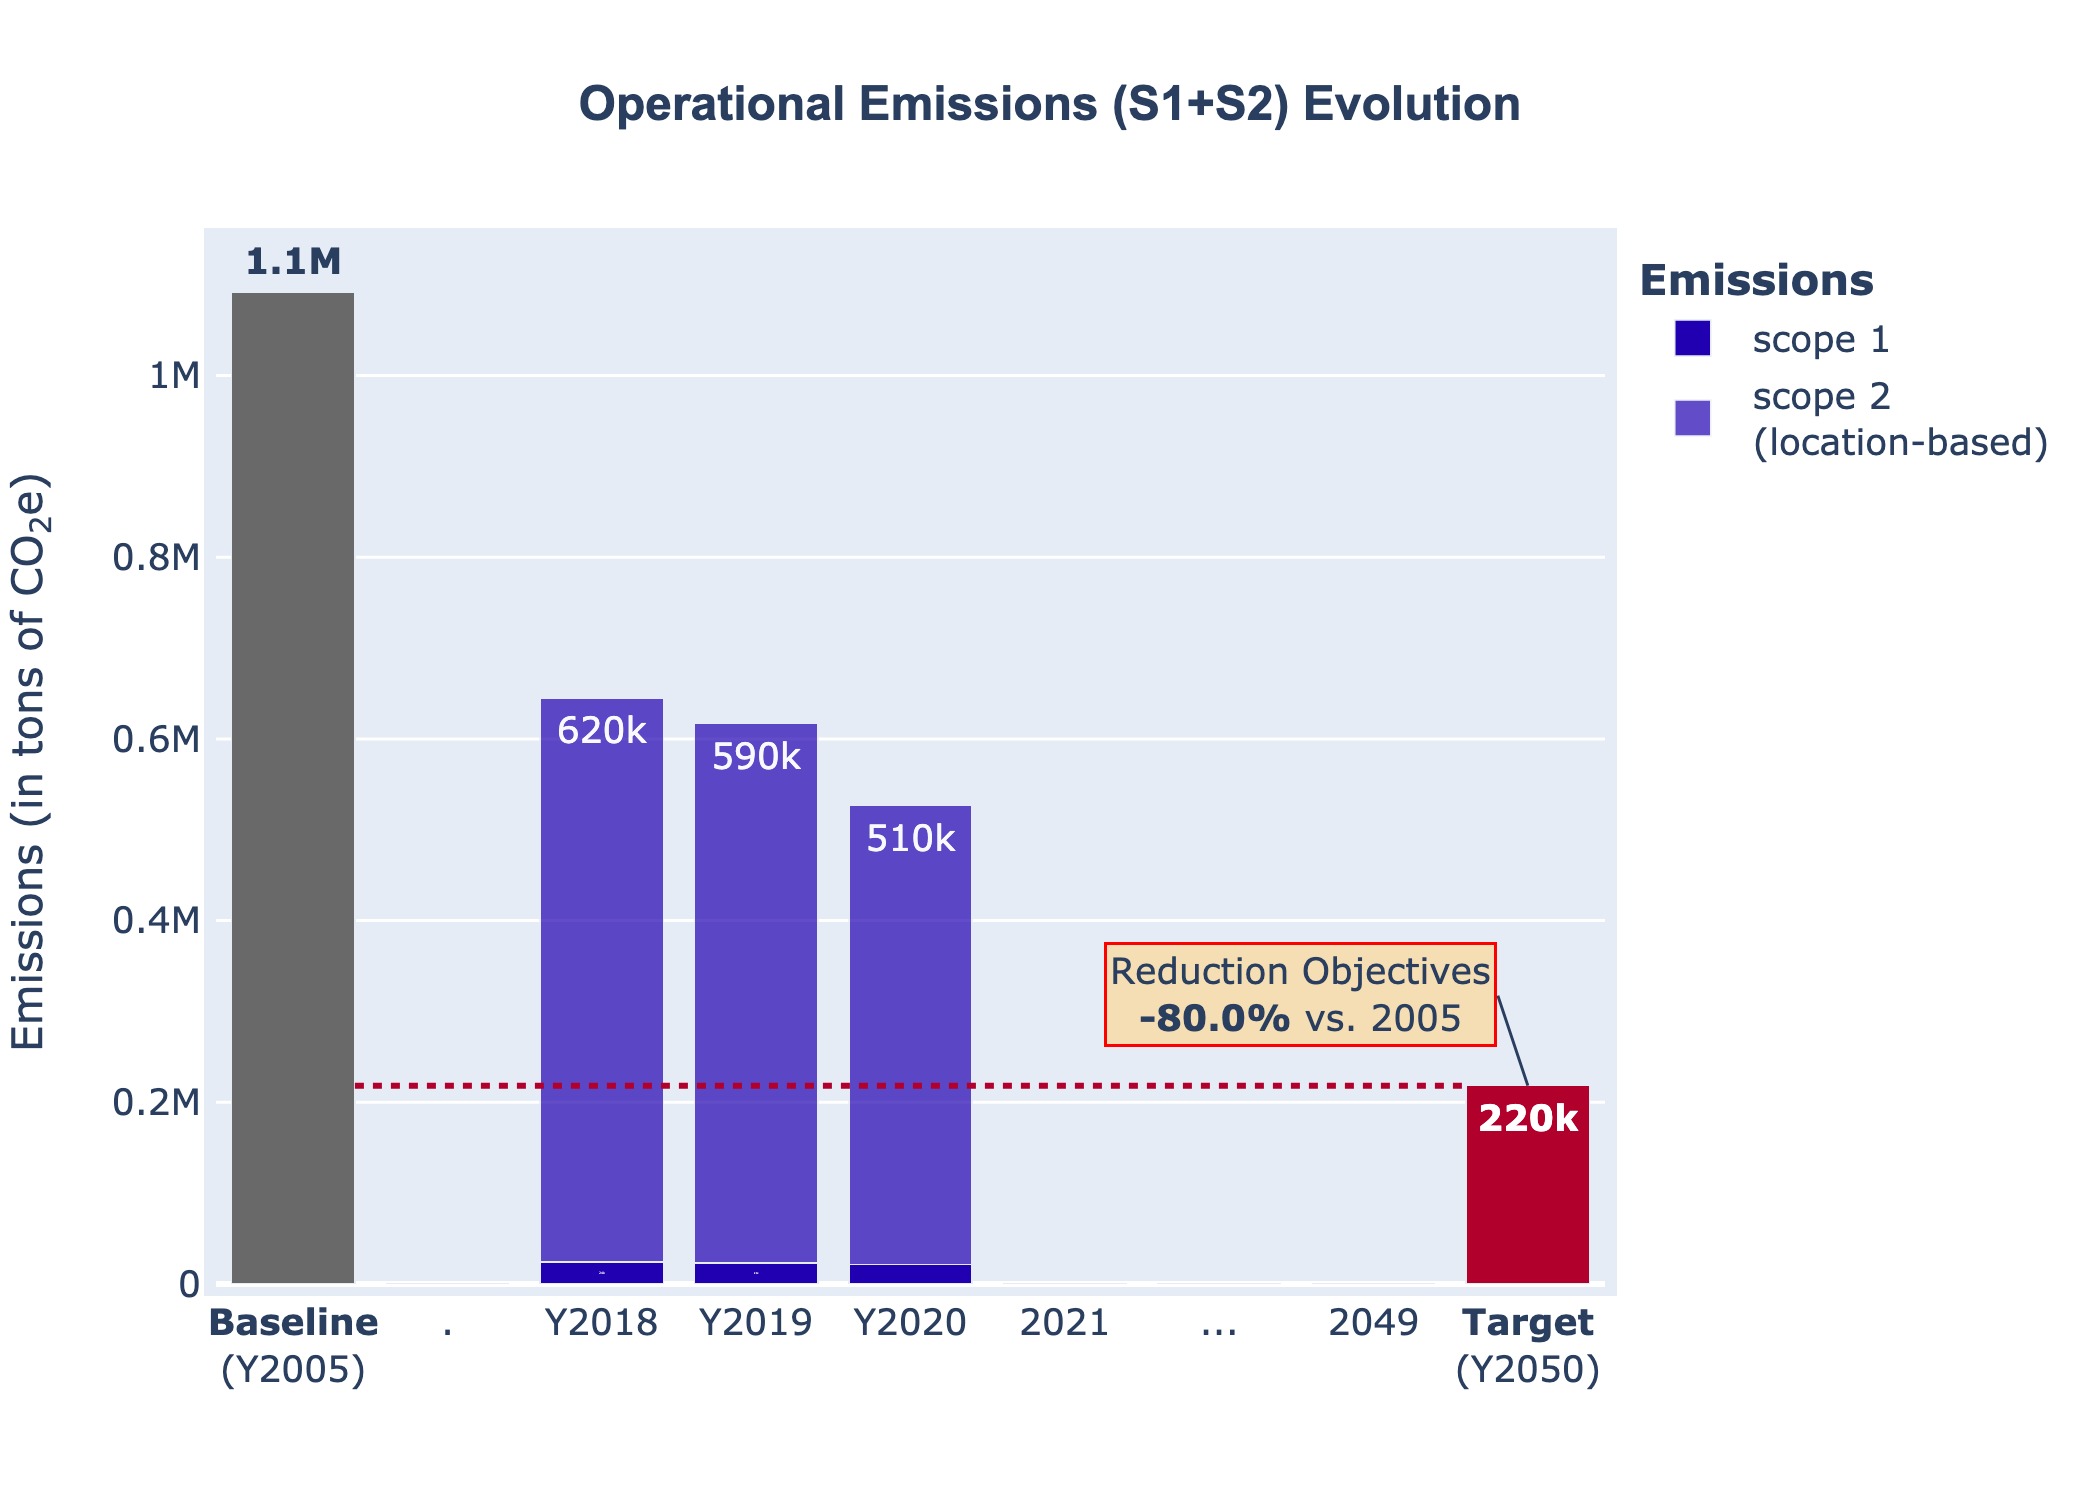 Operational Emissions (S1+S2) Evolution
1.1M
Emissions
scope 1
scope 2
(location-based)
Emissions (in tons of CO₂e)
1M
0.8M
0.6M
0.4M
0.2M
0
620k
590k
510k
Reduction Objectives
-80.0% vs. 2005
220k
Baseline
(Y2005)
.
Y2018
Y2019
Y2020
2021
...
2049
Target
(Y2050)